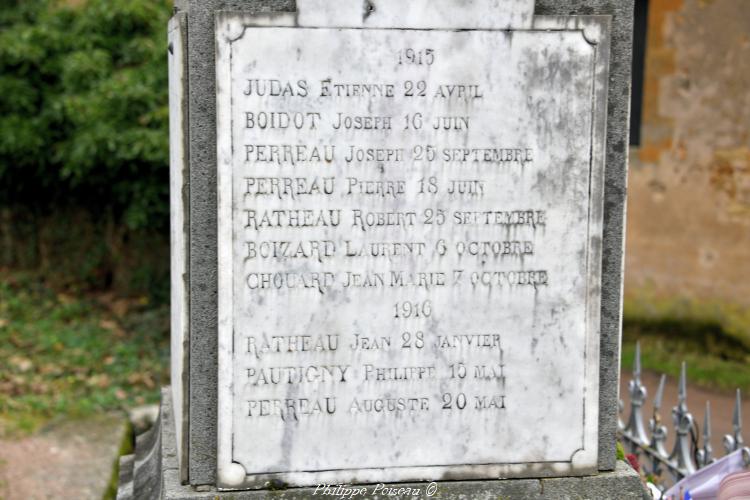 1915
JUDAS ETIENNE 22 AVRIL
BOIDOT JOSEPH 16 JUIN
PERREAU JOSEPH 25 SEPTEMBRE
PERREAU PIERRE 18 JUIN
RATHEAU ROBERT 25 SEPTEMBRE
BOIZARD LAURENT 6 OCTOBRE
CHOUARD JEAN MARIE 7 OCTOBRE
1916
RATHEAU JEAN 28 JANVIER
PAUTIGNY PHILIPPE 15 MAI
PERREAU AUGUSTE 20 MAI
Philippe Poiseau ©